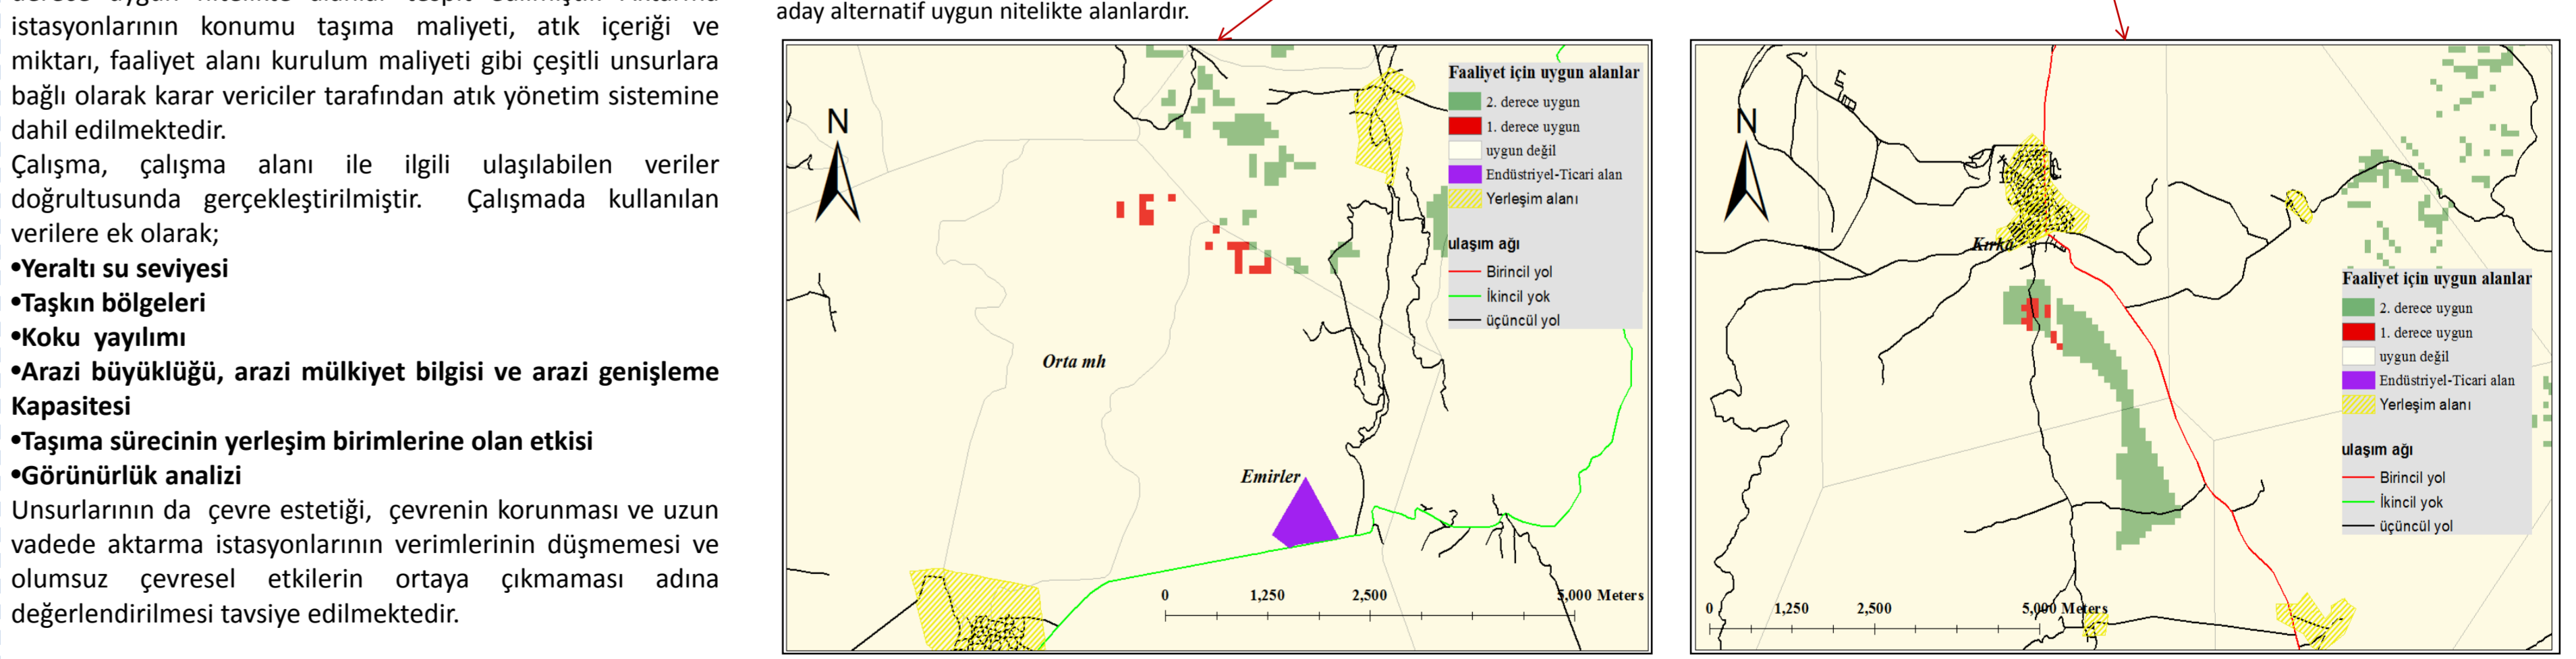 istasyonlarının konumu taşıma maliyeti, atık içeriği ve
miktarı, faaliyet alanı kurulum maliyeti gibi çeşitli unsurlara
bağlı olarak karar vericiler tarafından atık yönetim sistemine
dahil edilmektedir.
Çalışma, çalışma alanı ile ilgili ulaşılabilen veriler
doğrultusunda gerçekleştirilmiştir. Çalışmada kullanılan
verilere ek olarak;
•Yeraltı su seviyesi
•Taşkın bölgeleri
•Koku yayılımı
•Arazi büyüklüğü, arazi mülkiyet bilgisi ve arazi genişleme
Kapasitesi
•Taşıma sürecinin yerleşim birimlerine olan etkisi
•Görünürlük analizi
Unsurlarının da çevre estetiği, çevrenin korunması ve uzun
vadede aktarma istasyonlarının verimlerinin düşmemesi ve
olumsuz çevresel etkilerin ortaya çıkmaması adına
değerlendirilmesi tavsiye edilmektedir.
aday alternatif uygun nitelikte alanlardır.
N
Faaliyet için uygun alanlar
2. derece uygun
1. derece uygun
uygun değil
Endüstriyel-Ticari alan
Yerleşim alanı
ulaşım ağı
Birincil yol
İkincil yok
üçüncül yol
Orta mh
Emirler
0 1,250 2,500 5,000 Meters
N
Kırka
Faaliyet için uygun alanlar
2. derece uygun
1. derece uygun
uygun değil
Endüstriyel-Ticari alan
Yerleşim alanı
ulaşım ağı
Birincil yol
İkincil yok
üçüncül yol
0 1,250 2,500 5,000 Meters